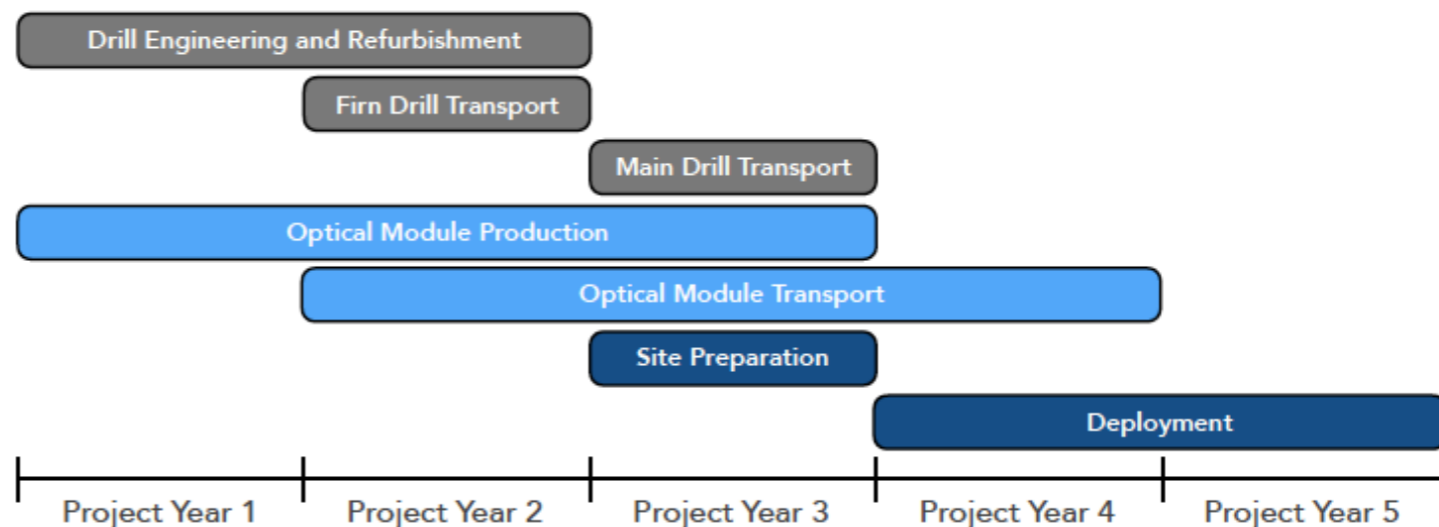 Drill Engineering and Refurbishment
Firn Drill Transport
Main Drill Transport
Optical Module Production
Optical Module Transport
Site Preparation
Deployment
Project Year 1 Project Year 2 Project Year 3 Project Year 4 Project Year 5